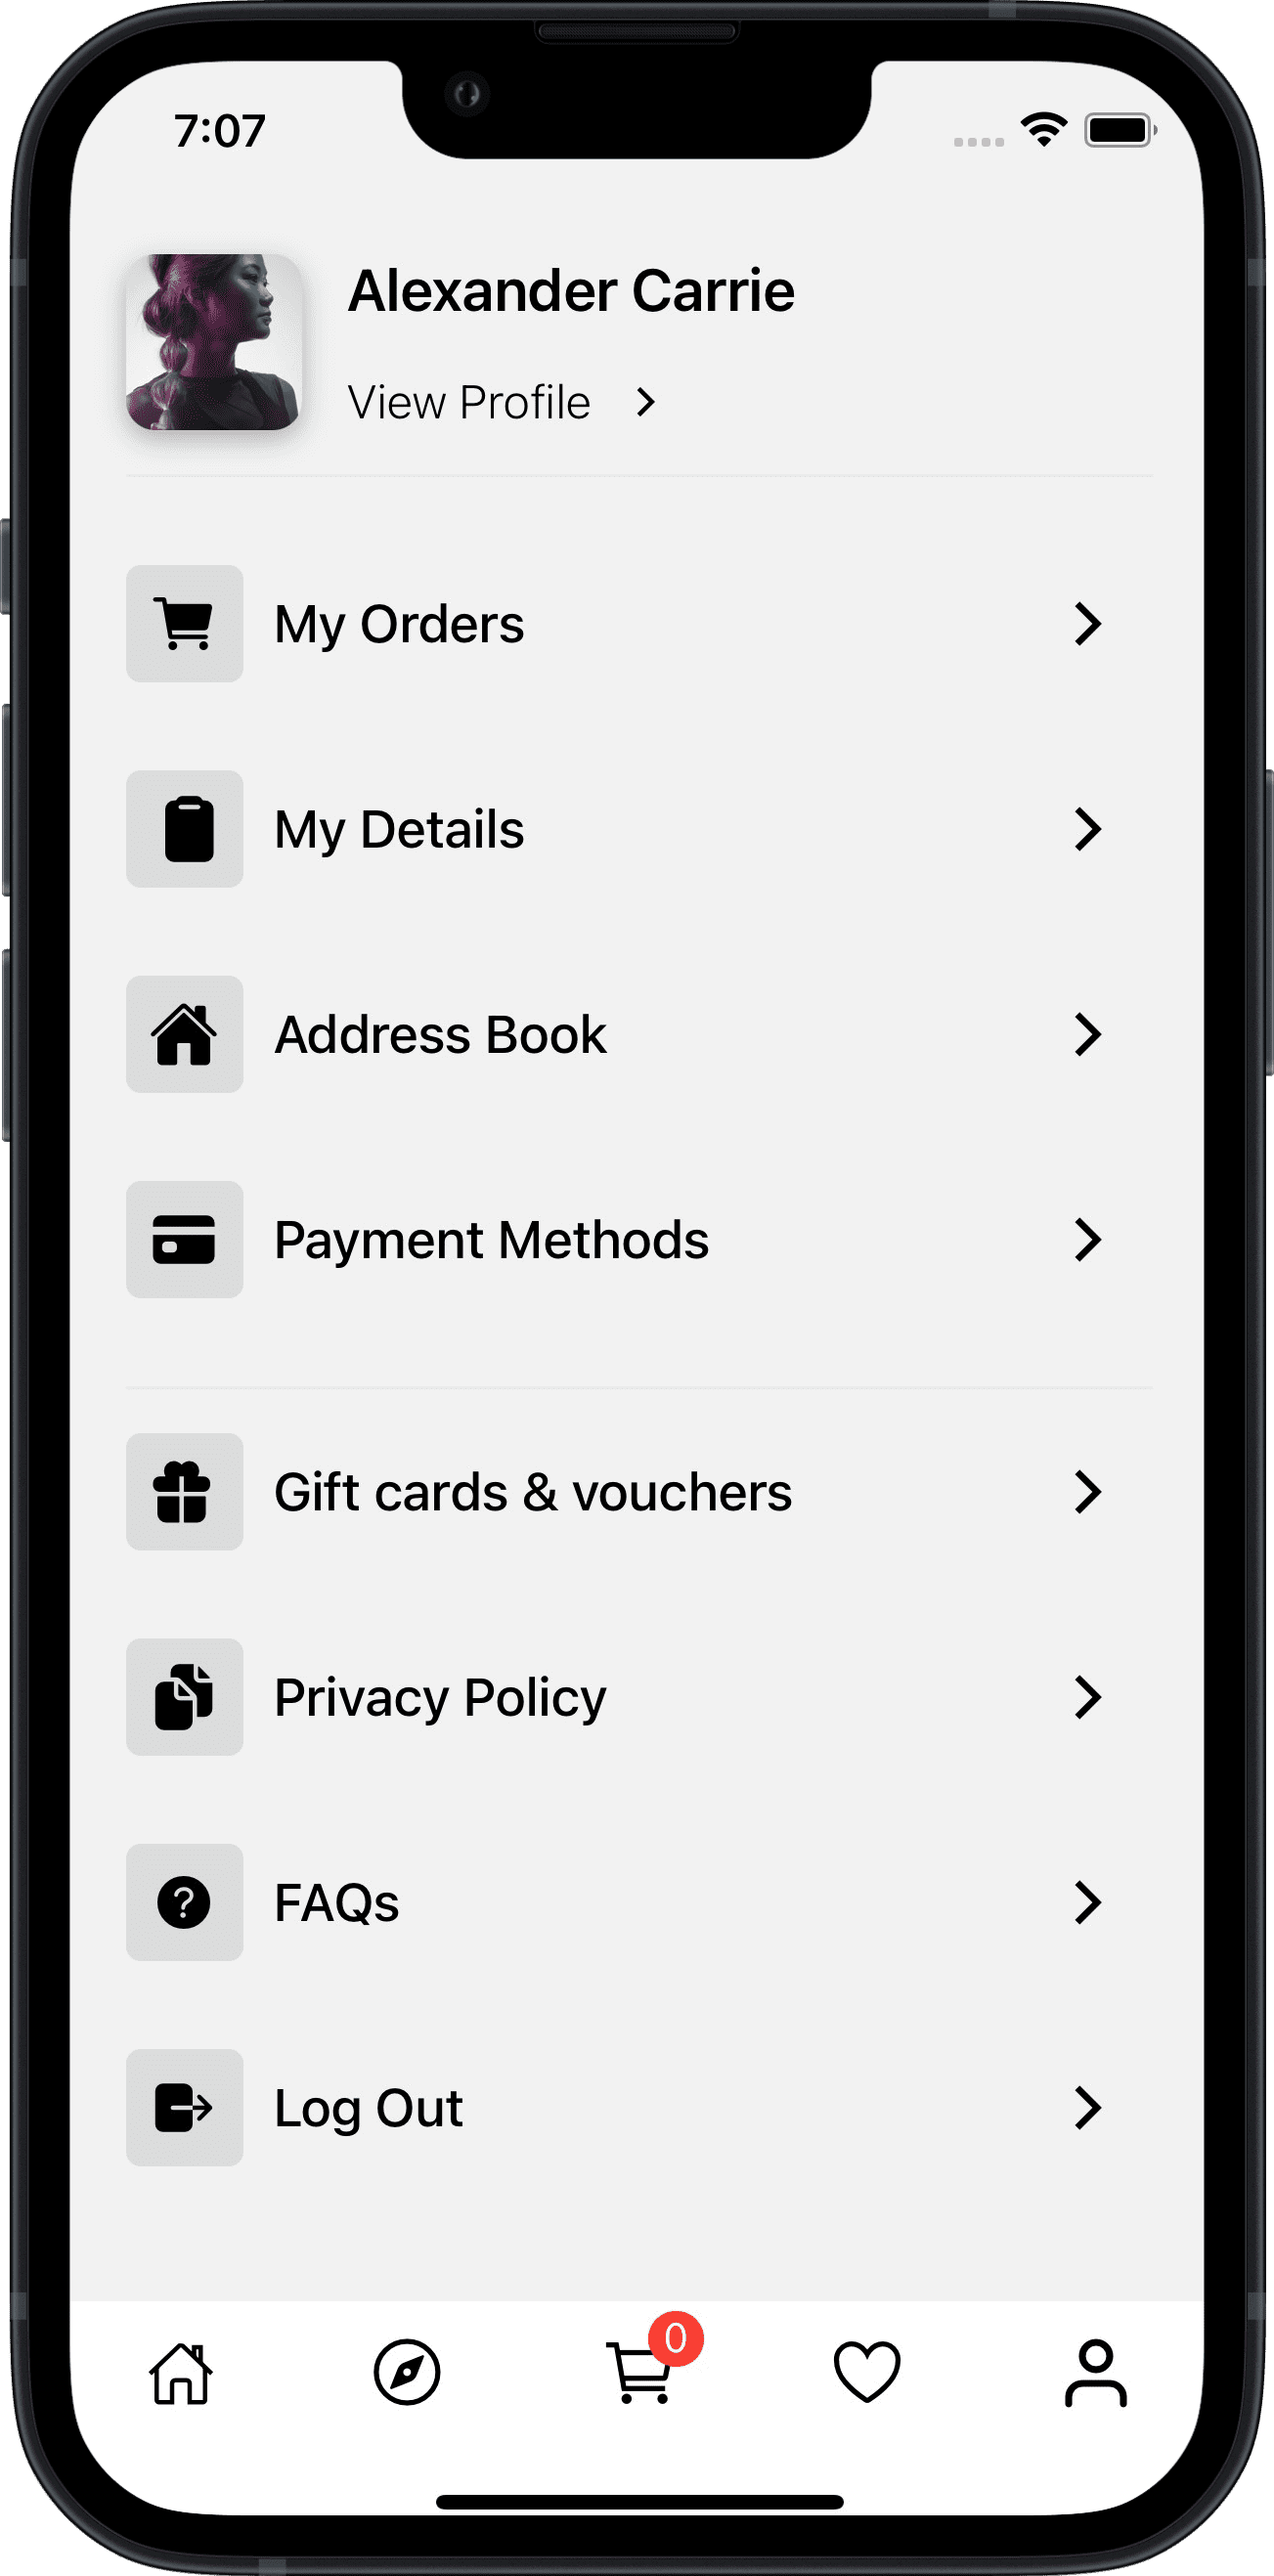 7:07
Alexander Carrie
View Profile
My Orders
My Details
Address Book
Payment Methods
Gift cards & vouchers
Privacy Policy
FAQs
Log Out
0